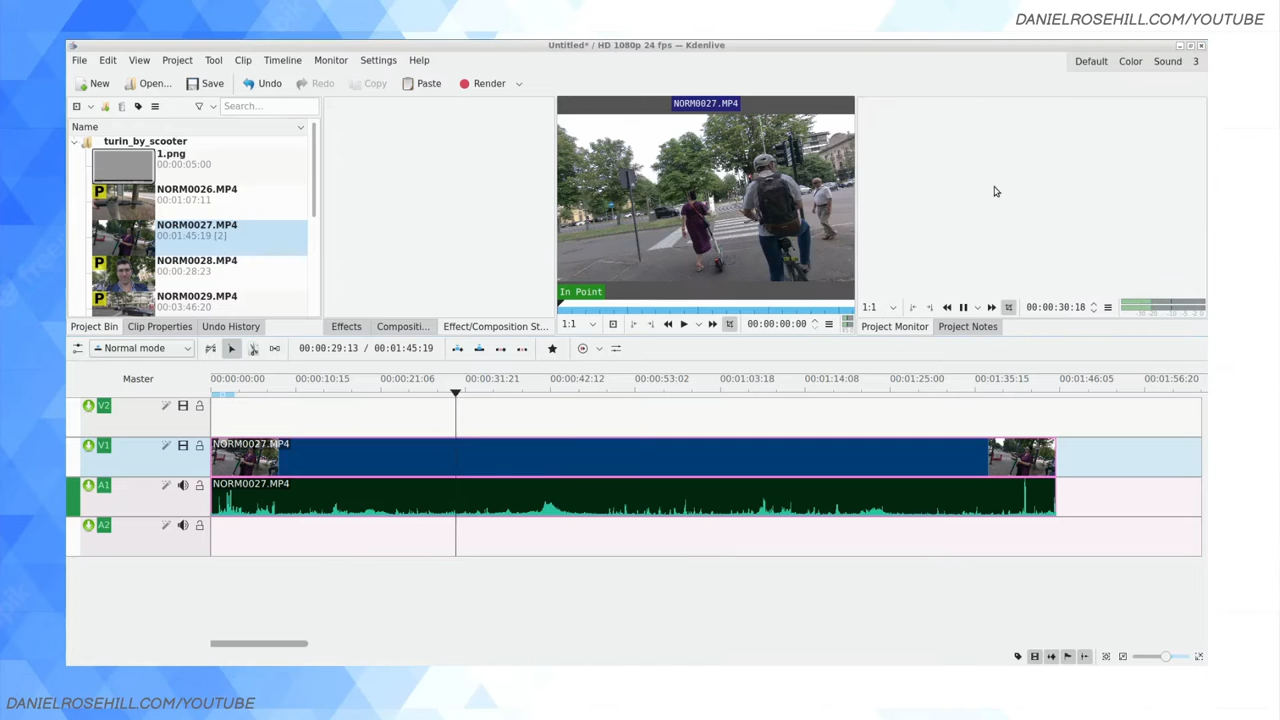 DANIELROSEHILL.COM/YOUTUBE
Untitled* / HD 1080p 24 fps — Kdenlive
File Edit View Project Tool Clip Timeline Monitor Settings Help
Default Color Sound 3
New Open... Save Undo Redo Copy Paste Render
Search...
NORM0027.MP4
Name
turin_by_scooter
1.png
00:00:05:00
P NORM0026.MP4
00:01:07:11
NORM0027.MP4
00:01:45:19 [2]
P NORM0028.MP4
00:00:28:23
P NORM0029.MP4
00:03:46:20
In Point
1:1 00:00:30:18
-30 -20 -10 -5 -2 0
1:1 00:00:00:00
Project Bin Clip Properties Undo History Effects Compositi... Effect/Composition St... Project Monitor Project Notes
Normal mode 00:00:29:13 / 00:01:45:19
Master 00:00:00:00 00:00:10:15 00:00:21:06 00:00:31:21 00:00:42:12 00:00:53:02 00:01:03:18 00:01:14:08 00:01:25:00 00:01:35:15 00:01:46:05 00:01:56:20
V2
V1 NORM0027.MP4
A1 NORM0027.MP4
A2
DANIELROSEHILL.COM/YOUTUBE